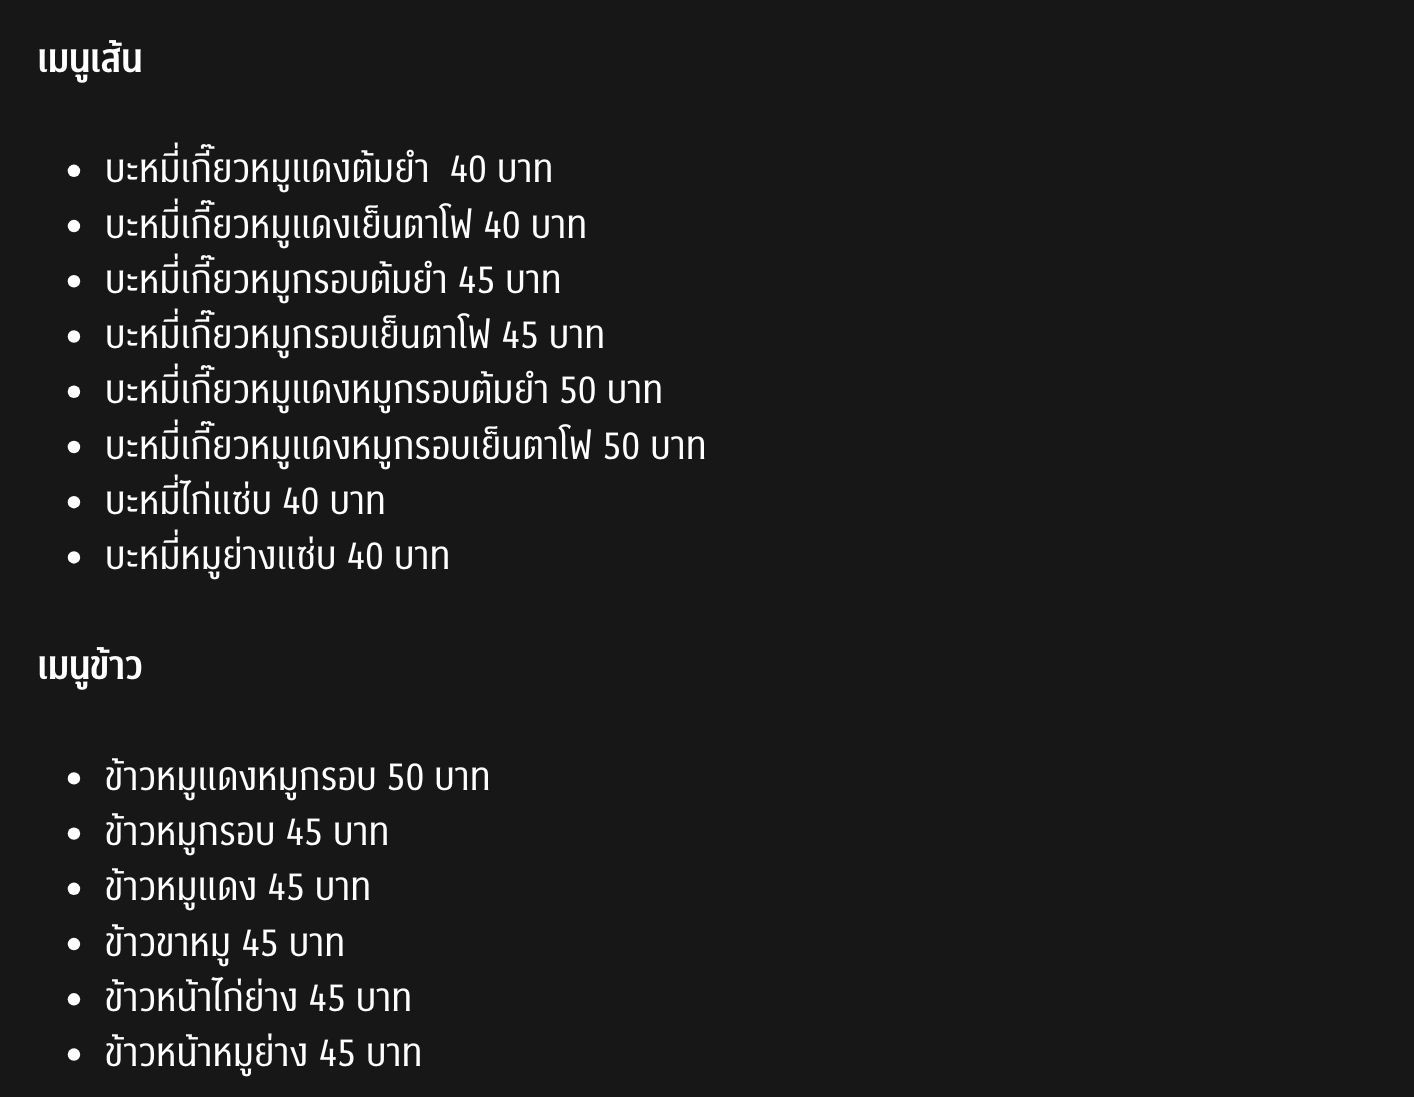 เมนูเส้น
• บะหมี่เกี๊ยวหมูแดงต้มยำ  40 บาท
• บะหมี่เกี๊ยวหมูแดงเย็นตาโฟ 40 บาท
• บะหมี่เกี๊ยวหมูกรอบต้มยำ 45 บาท
• บะหมี่เกี๊ยวหมูกรอบเย็นตาโฟ 45 บาท
• บะหมี่เกี๊ยวหมูแดงหมูกรอบต้มยำ 50 บาท
• บะหมี่เกี๊ยวหมูแดงหมูกรอบเย็นตาโฟ 50 บาท
• บะหมี่ไก่แซ่บ 40 บาท
• บะหมี่หมูย่างแซ่บ 40 บาท
เมนูข้าว
• ข้าวหมูแดงหมูกรอบ 50 บาท
• ข้าวหมูกรอบ 45 บาท
• ข้าวหมูแดง 45 บาท
• ข้าวขาหมู 45 บาท
• ข้าวหน้าไก่ย่าง 45 บาท
• ข้าวหน้าหมูย่าง 45 บาท